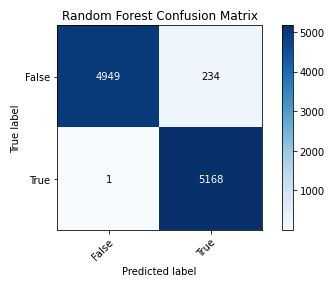 Random Forest Confusion Matrix
True label
False
4949
234
True
1
5168
False
True
Predicted label
5000
4000
3000
2000
1000